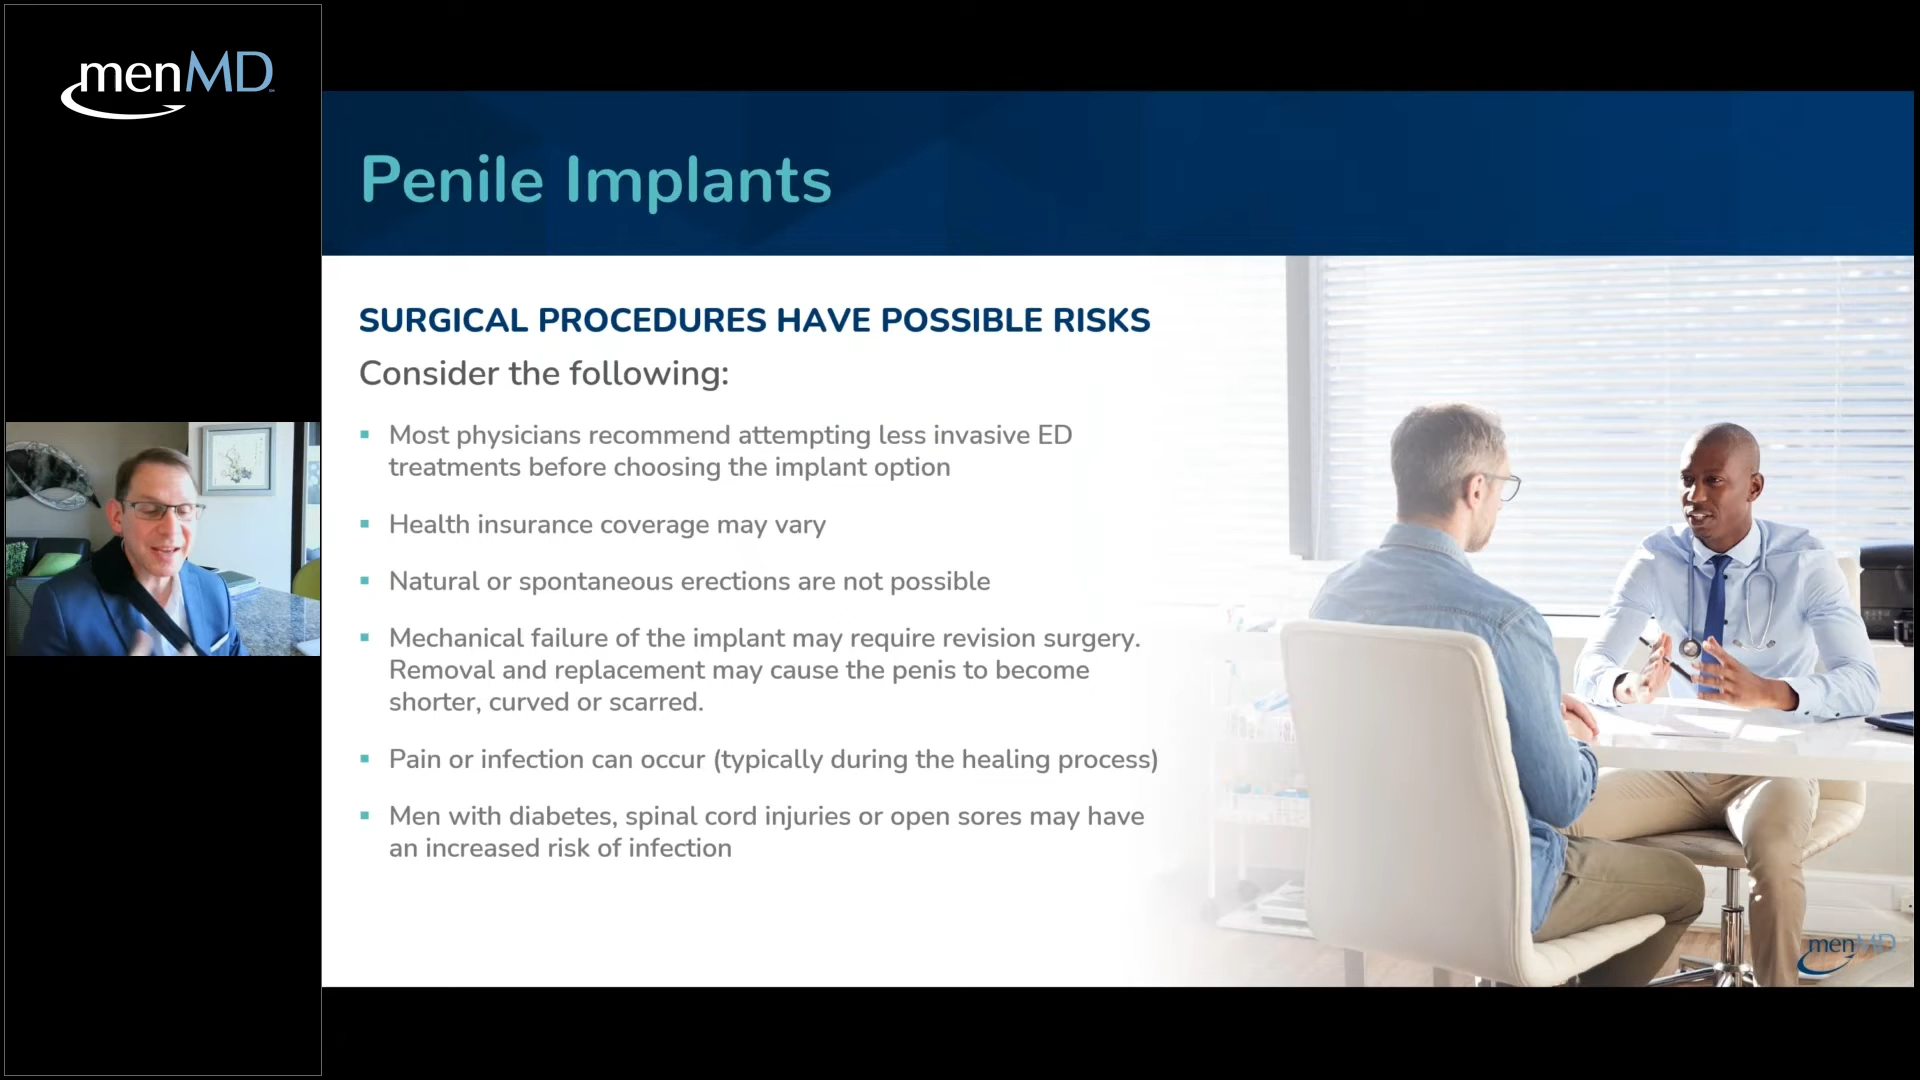 menMD
Penile Implants
SURGICAL PROCEDURES HAVE POSSIBLE RISKS
Consider the following:
▪ Most physicians recommend attempting less invasive ED
treatments before choosing the implant option
▪ Health insurance coverage may vary
▪ Natural or spontaneous erections are not possible
▪ Mechanical failure of the implant may require revision surgery.
Removal and replacement may cause the penis to become
shorter, curved or scarred.
▪ Pain or infection can occur (typically during the healing process)
▪ Men with diabetes, spinal cord injuries or open sores may have
an increased risk of infection
menMD